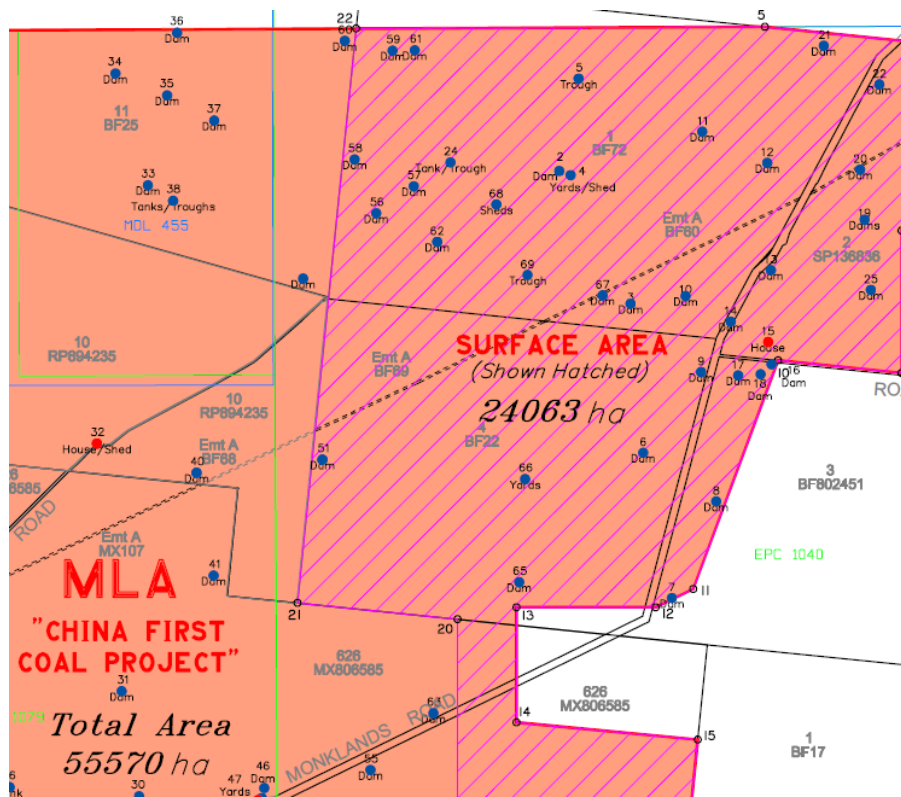 36
Dam
22
60
Dam
59
Dam
61
Dam
5
21
Dam
34
Dam
35
Dam
5
Trough
22
Dam
11
BF25
37
Dam
11
Dam
1
BF72
58
Dam
24
Tank/Trough
2
Dam
4
Yards/Shed
12
Dam
20
Dam
33
Dam
38
Tanks/Troughs
57
Dam
56
Dam
68
Sheds
MDL 455
Emt A
BF80
19
Dams
62
Dam
2
SP136836
Dam
69
Trough
13
Dam
67
Dam
3
Dam
10
Dam
25
Dam
14
Dam
10
RP894235
SURFACE AREA
(Shown Hatched)
15
House
Emt A
BF69
9
Dam
17
Dam
18
Dam
10
16
Dam
10
RP894235
24063 ha
32
House/Shed
Emt A
BF68
4
BF22
40
Dam
51
Dam
6
Dam
3
BF802451
66
Yards
8
Dam
ROAD
Emt A
MX107
EPC 1040
MLA
41
Dam
65
Dam
7
Dam
11
21
20
13
12
"CHINA FIRST
COAL PROJECT"
626
MX806585
626
MX806585
31
Dam
1079
Total Area
63
Dam
14
15
MONKLANDS ROAD
1
BF17
55570 ha
55
Dam
47
Yards
46
Dam
30